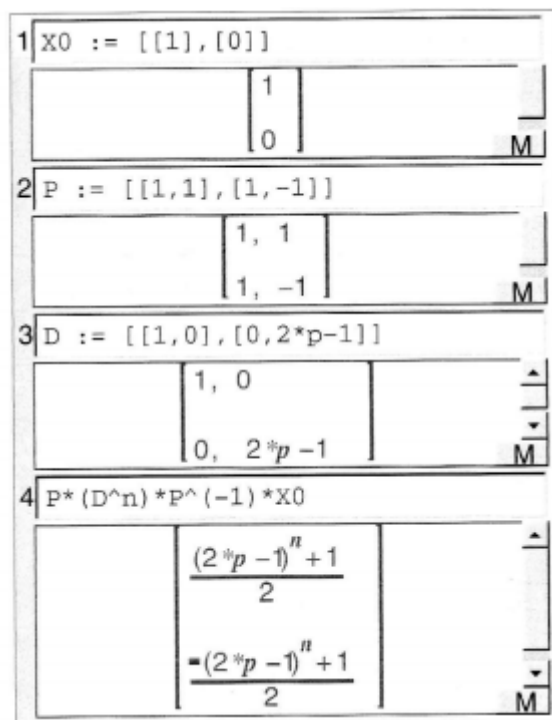 1 X0 := [[1],[0]]
1
0
M
2 P := [[1,1],[1,-1]]
1, 1
1, -1
M
3 D := [[1,0],[0,2*p-1]]
1, 0
0, 2*p-1
M
4 P*(D^n)*P^(-1)*X0
(2*p-1)^n+1
2
-(2*p-1)^n+1
2
M